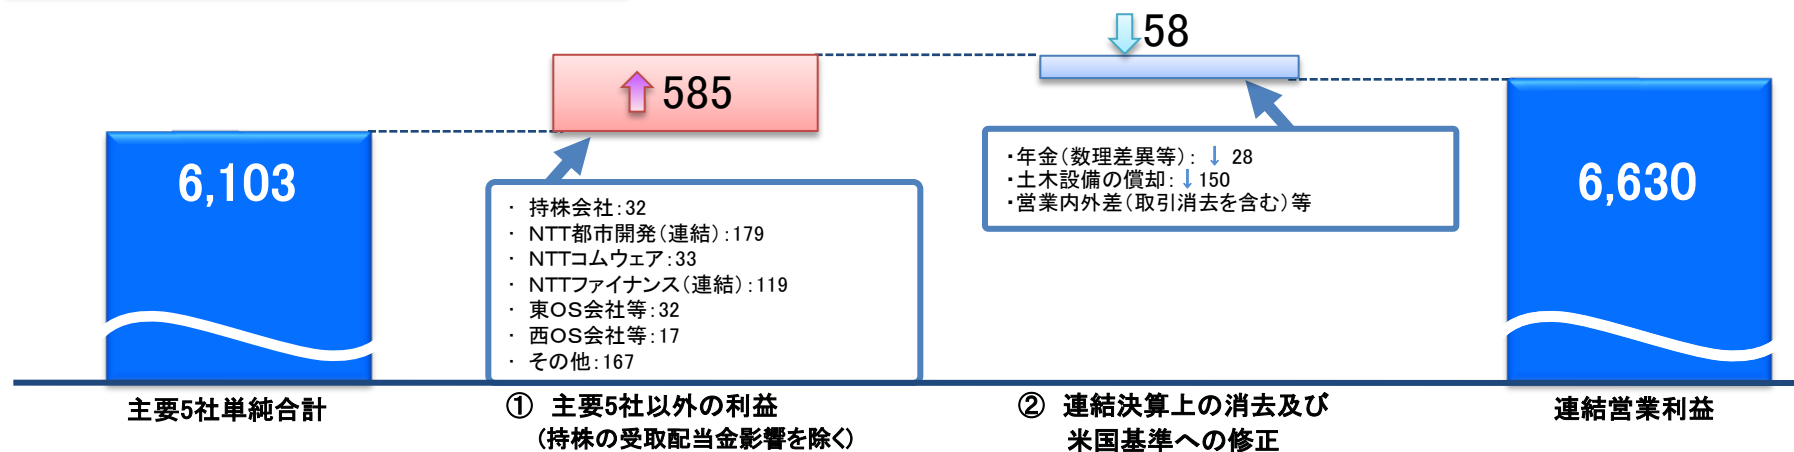 58
585
6,103
・年金(数理差異等): ↓ 28
・土木設備の償却: ↓150
・営業内外差(取引消去を含む)等
6,630
・ 持株会社:32
・ NTT都市開発(連結):179
・ NTTコムウェア:33
・ NTTファイナンス(連結):119
・ 東OS会社等:32
・ 西OS会社等:17
・ その他:167
主要5社単純合計
① 主要5社以外の利益
(持株の受取配当金影響を除く)
② 連結決算上の消去及び
米国基準への修正
連結営業利益